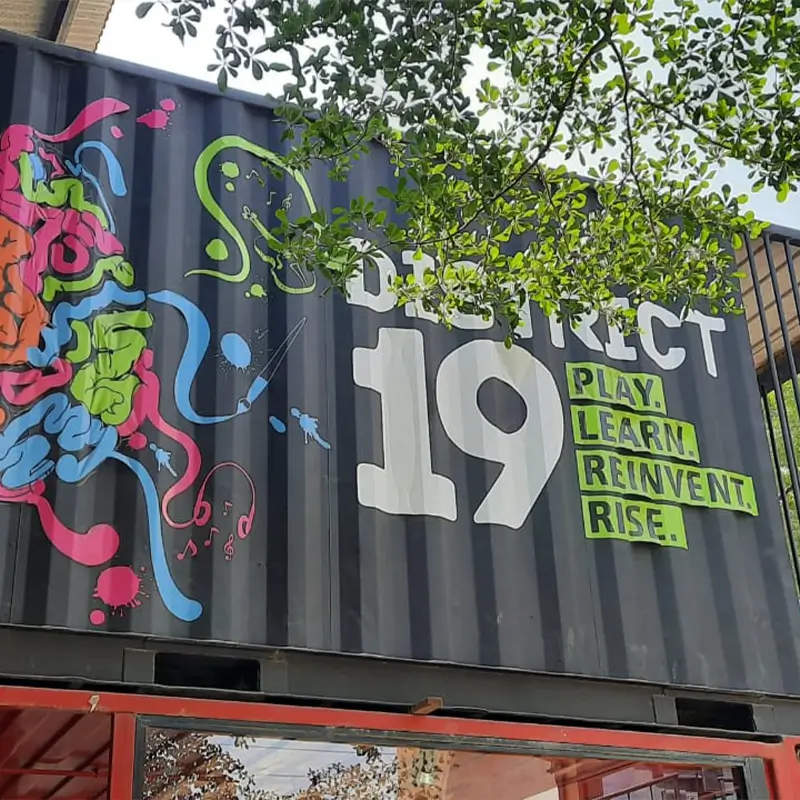 DISTRICT
19
PLAY.
LEARN.
REINVENT.
RISE.